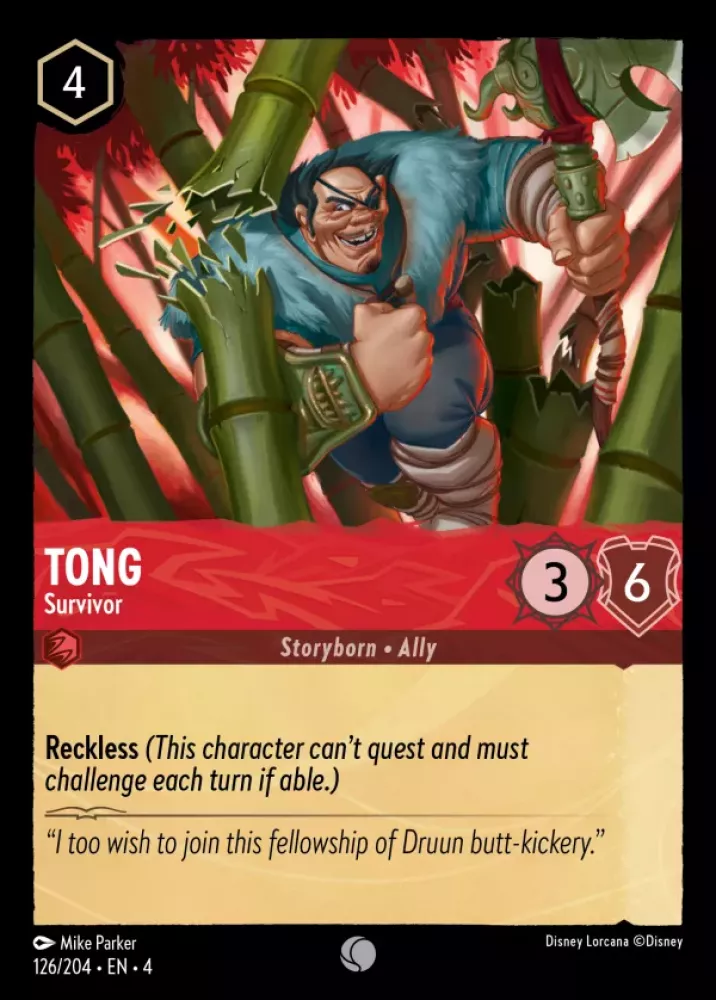 4
TONG
Survivor
3
6
Storyborn • Ally
Reckless (This character can’t quest and must
challenge each turn if able.)
“I too wish to join this fellowship of Druun butt-kickery.”
Mike Parker
Disney Lorcana ©Disney
126/204 • EN • 4